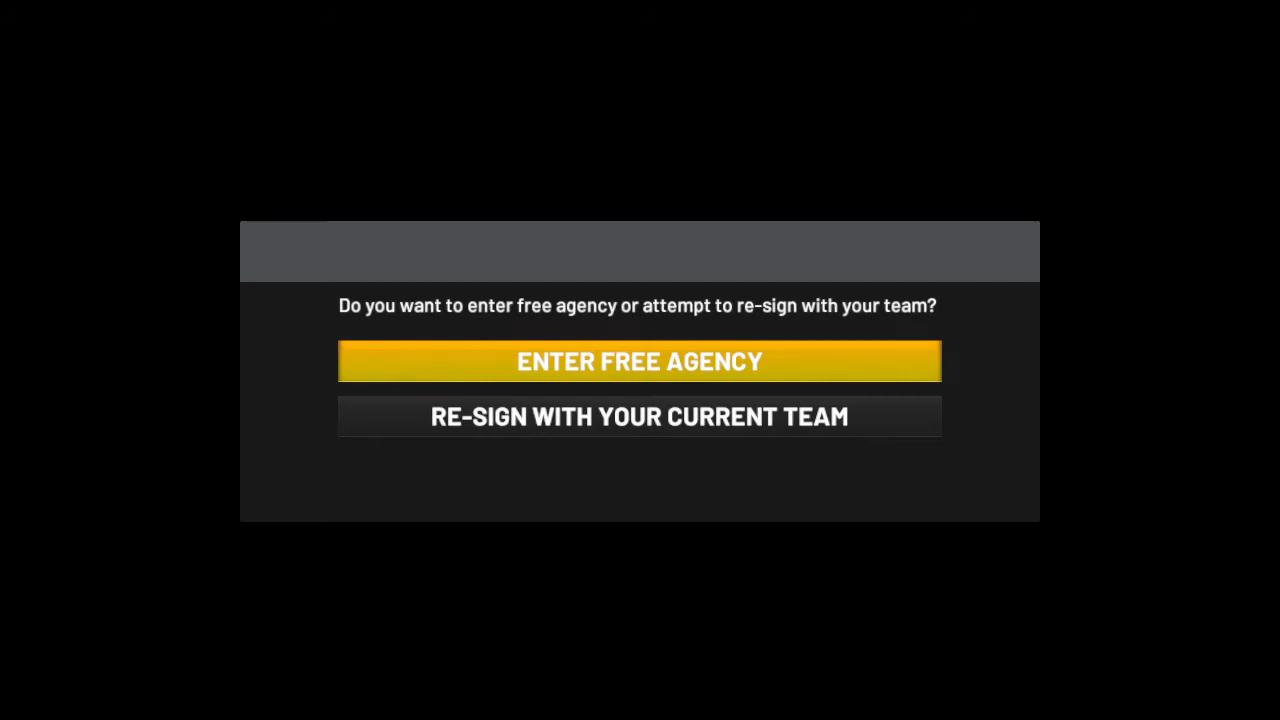 Do you want to enter free agency or attempt to re-sign with your team?
ENTER FREE AGENCY
RE-SIGN WITH YOUR CURRENT TEAM